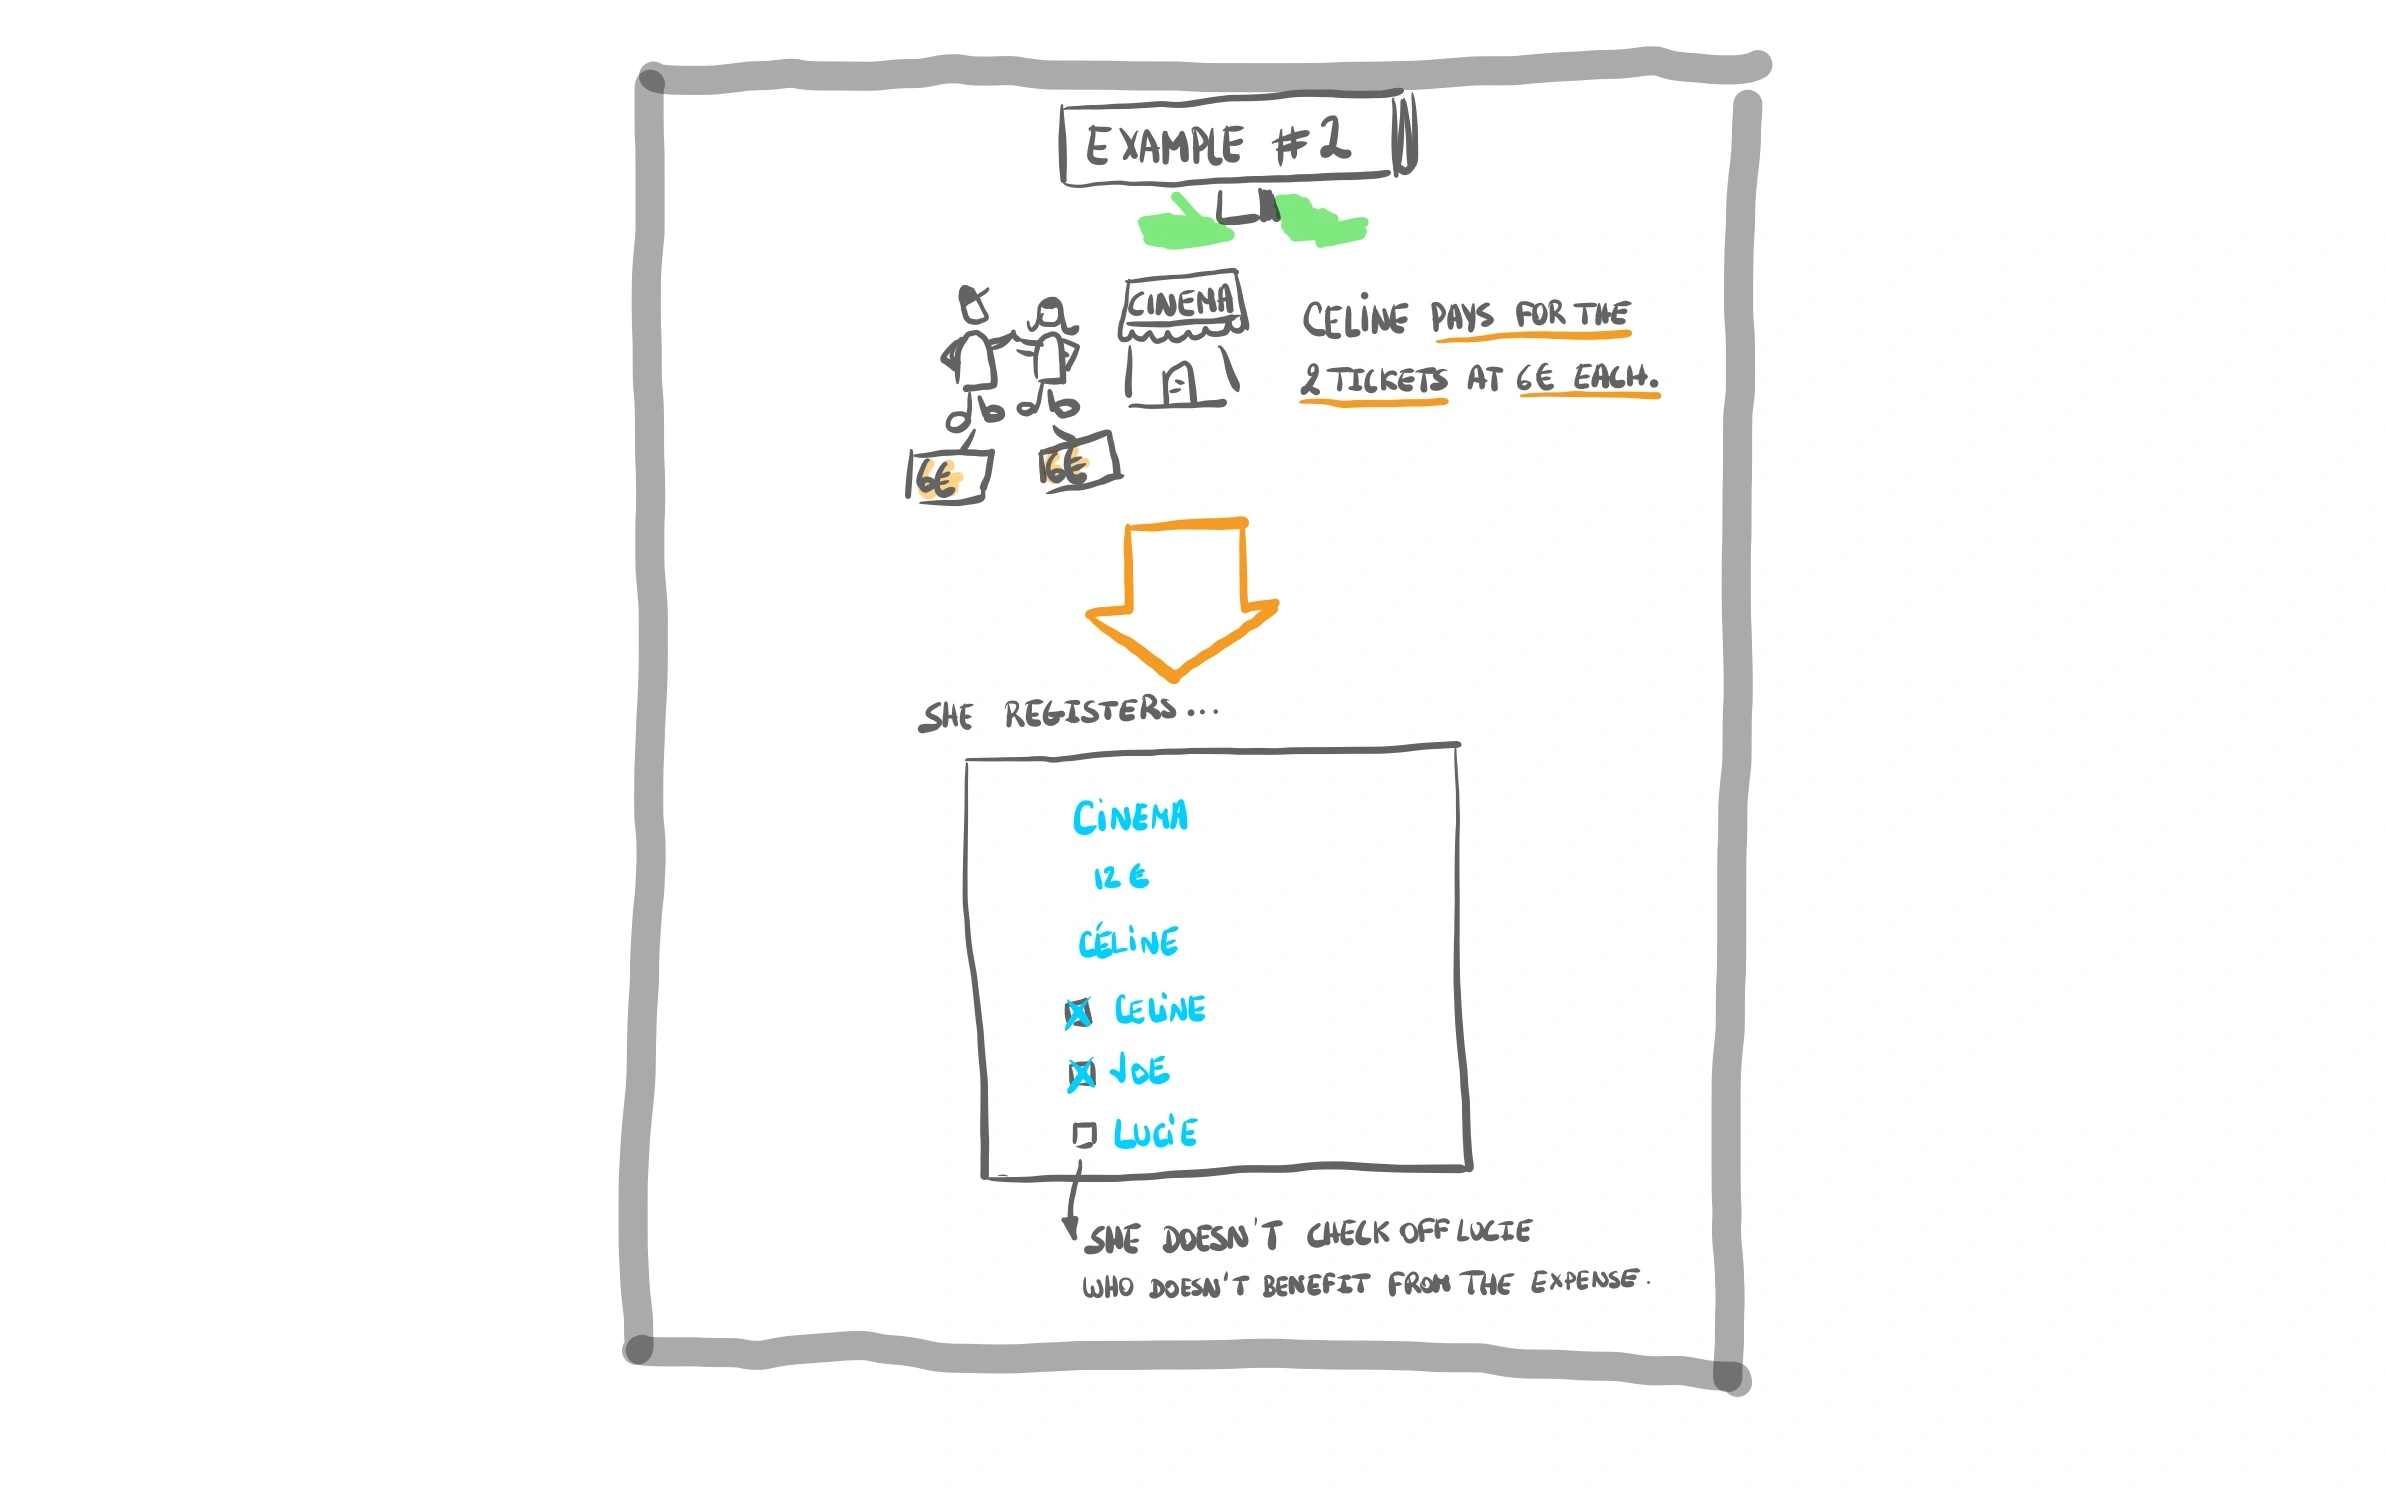 EXAMPLE #2
CINEMA
CELINE PAYS FOR THE
2 TICKETS AT 6€ EACH.
6€
6€
SHE REGISTERS...
CINEMA
12 €
CÉLINE
CELINE
JOE
LUCIE
SHE DOESN'T CHECK OFF LUCIE
WHO DOESN'T BENEFIT FROM THE EXPENSE.